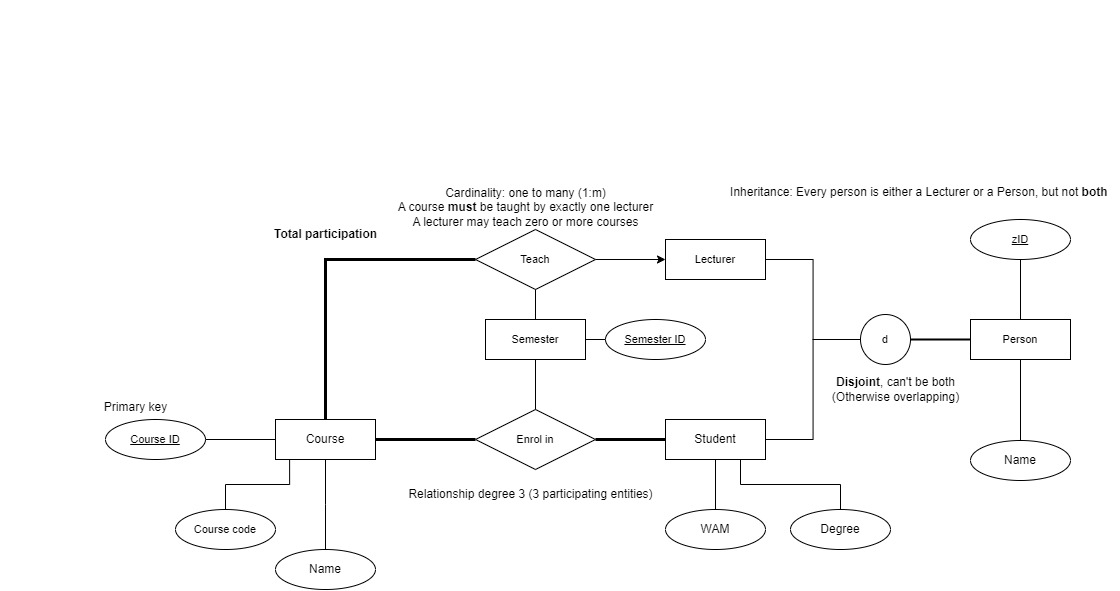 Cardinality: one to many (1:m)
A course must be taught by exactly one lecturer
A lecturer may teach zero or more courses
Inheritance: Every person is either a Lecturer or a Person, but not both
Total participation
zID
Teach
Lecturer
Semester
Semester ID
d
Person
Disjoint, can't be both
(Otherwise overlapping)
Primary key
Course ID
Course
Enrol in
Student
Name
Relationship degree 3 (3 participating entities)
Course code
WAM
Degree
Name